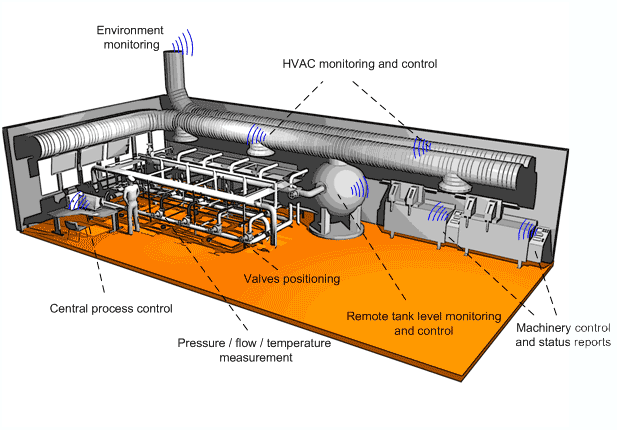 Environment
monitoring
HVAC monitoring and control
Valves positioning
Central process control
Remote tank level monitoring
and control
Pressure / flow / temperature
measurement
Machinery control
and status reports